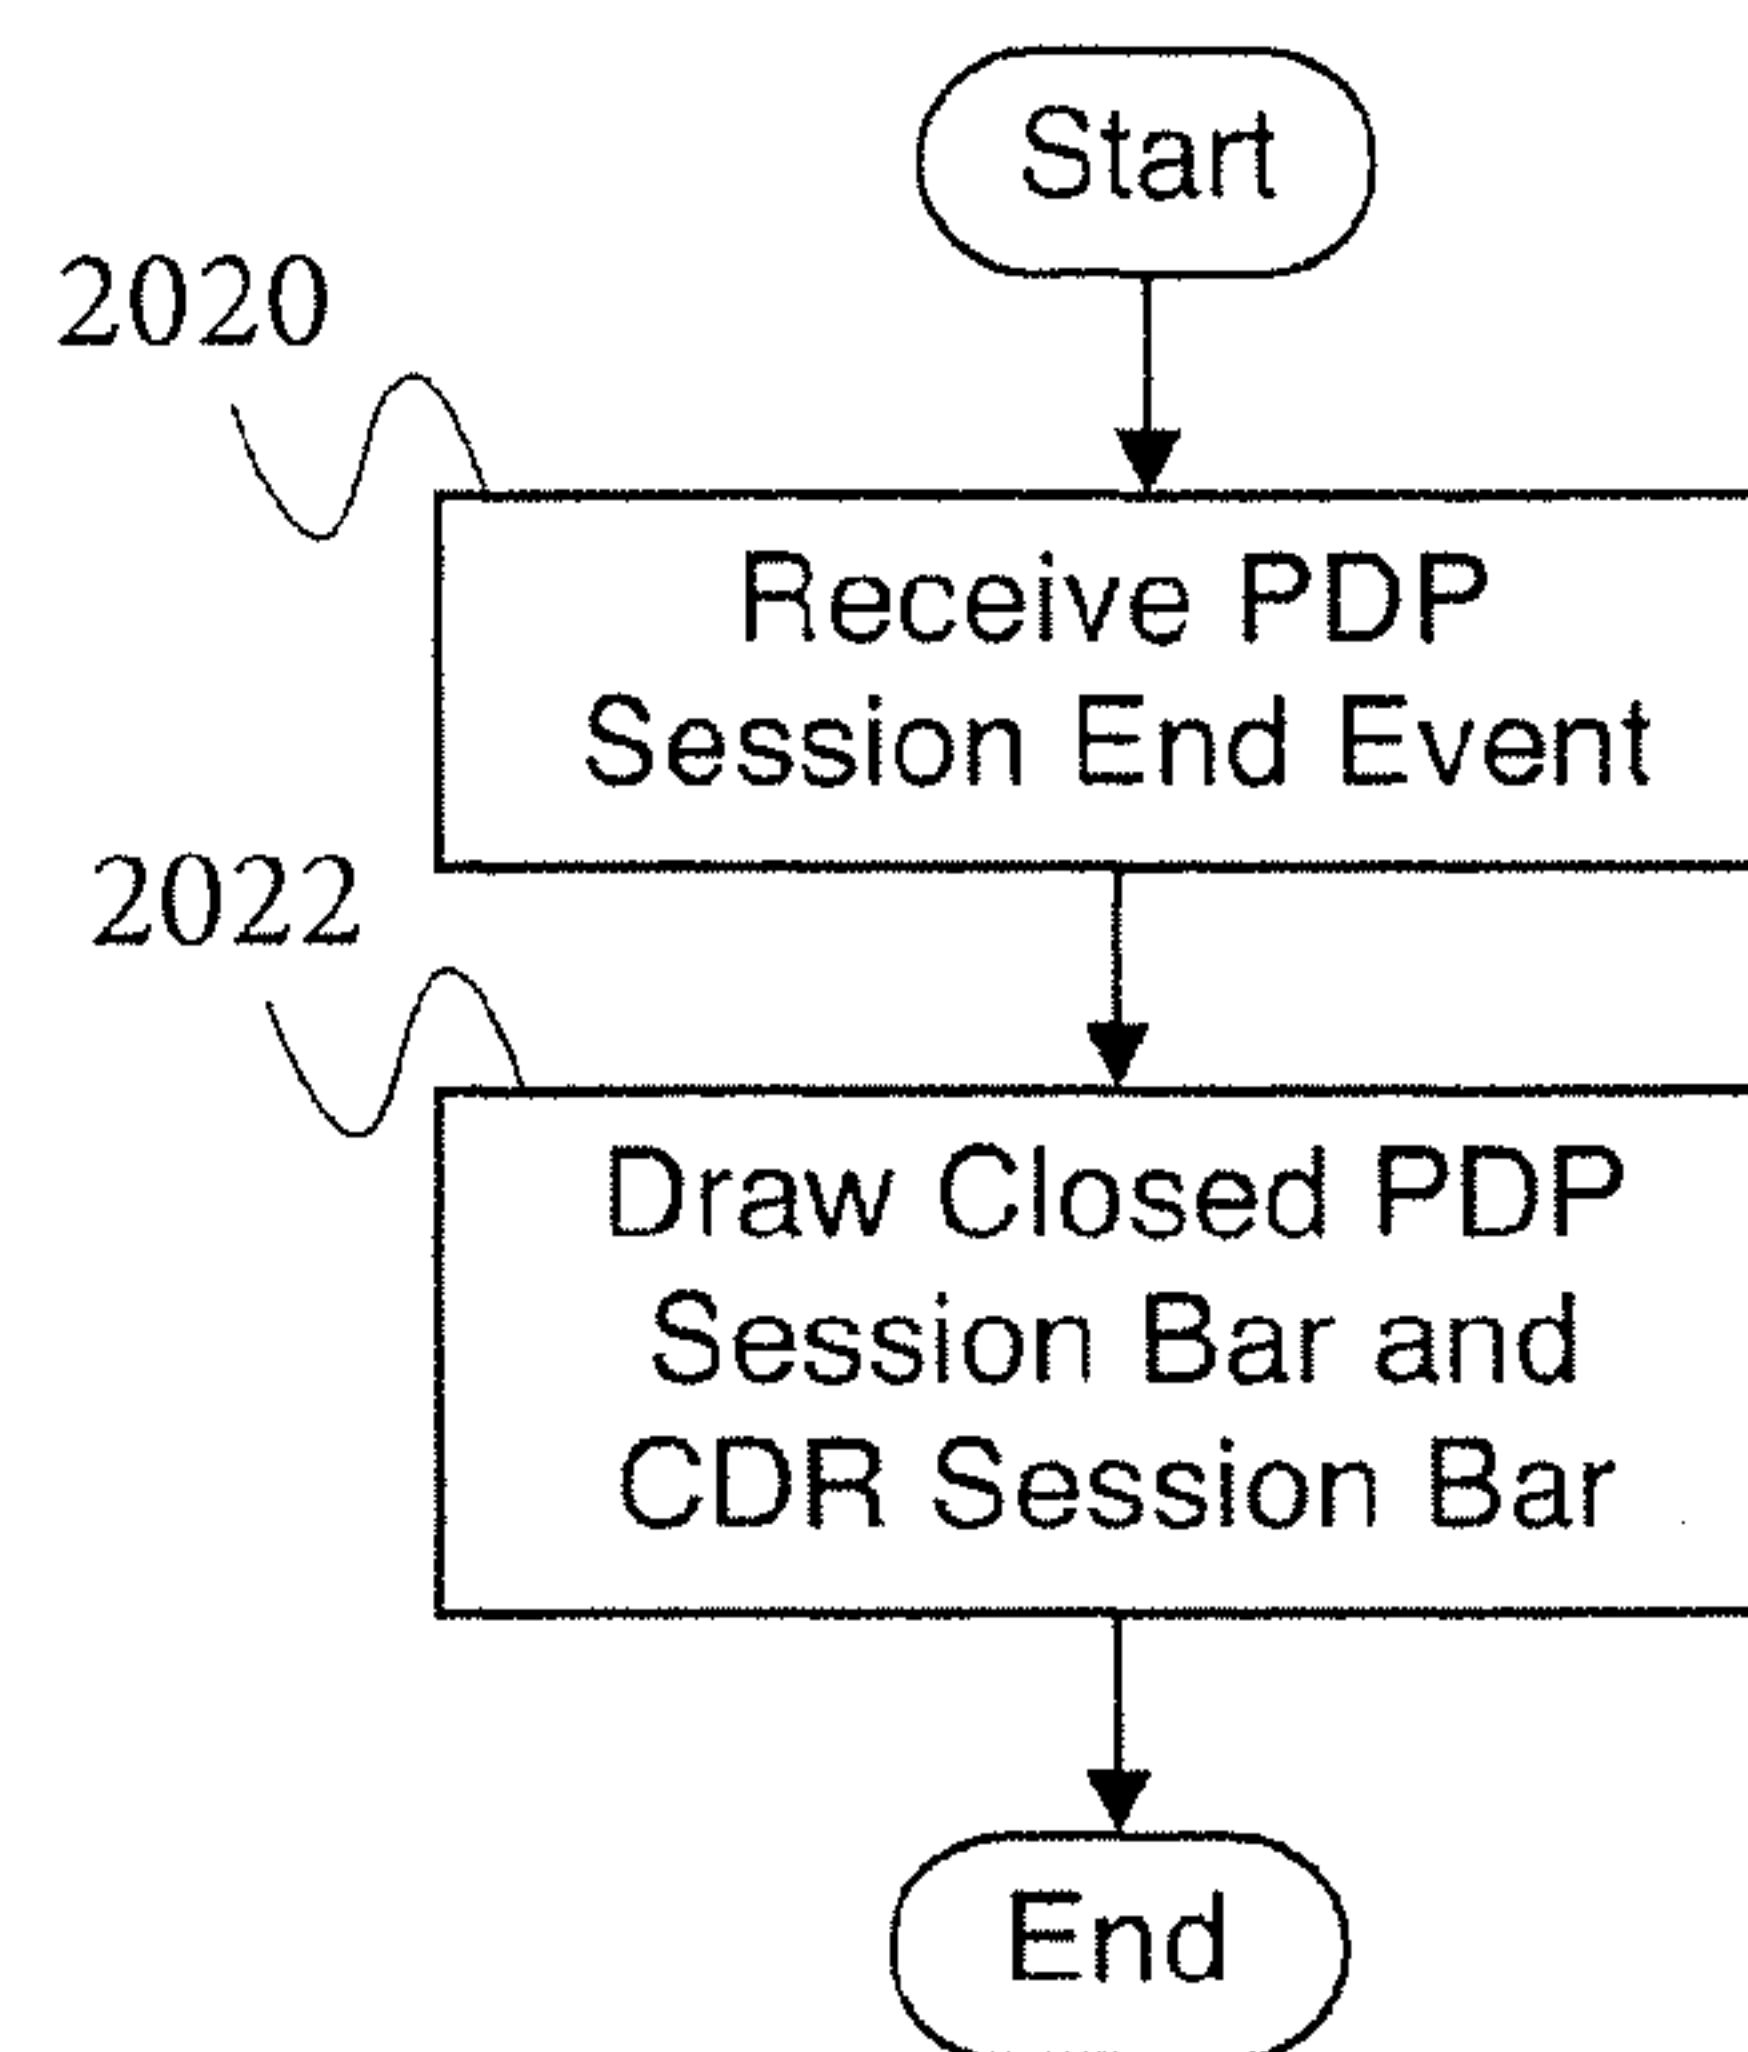 Start
2020
Receive PDP
Session End Event
2022
Draw Closed PDP
Session Bar and
CDR Session Bar
End